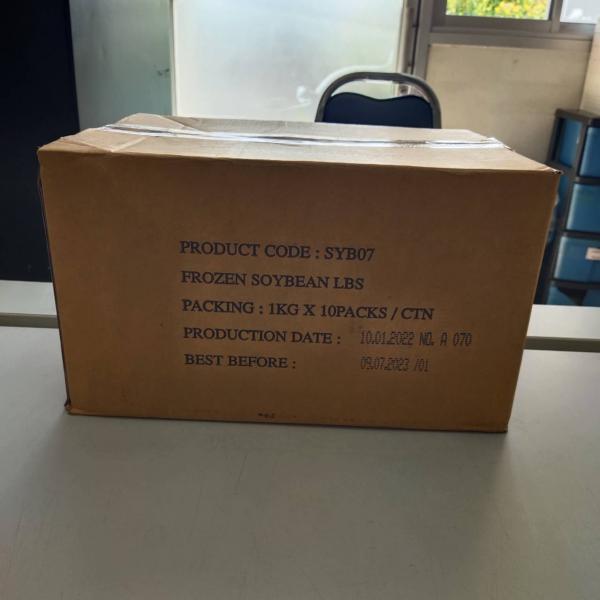 PRODUCT CODE : SYB07
FROZEN SOYBEAN LBS
PACKING : 1KG X 10PACKS / CTN
PRODUCTION DATE : 10.01.2022 NO. A 070
BEST BEFORE : 09.07.2023 /01